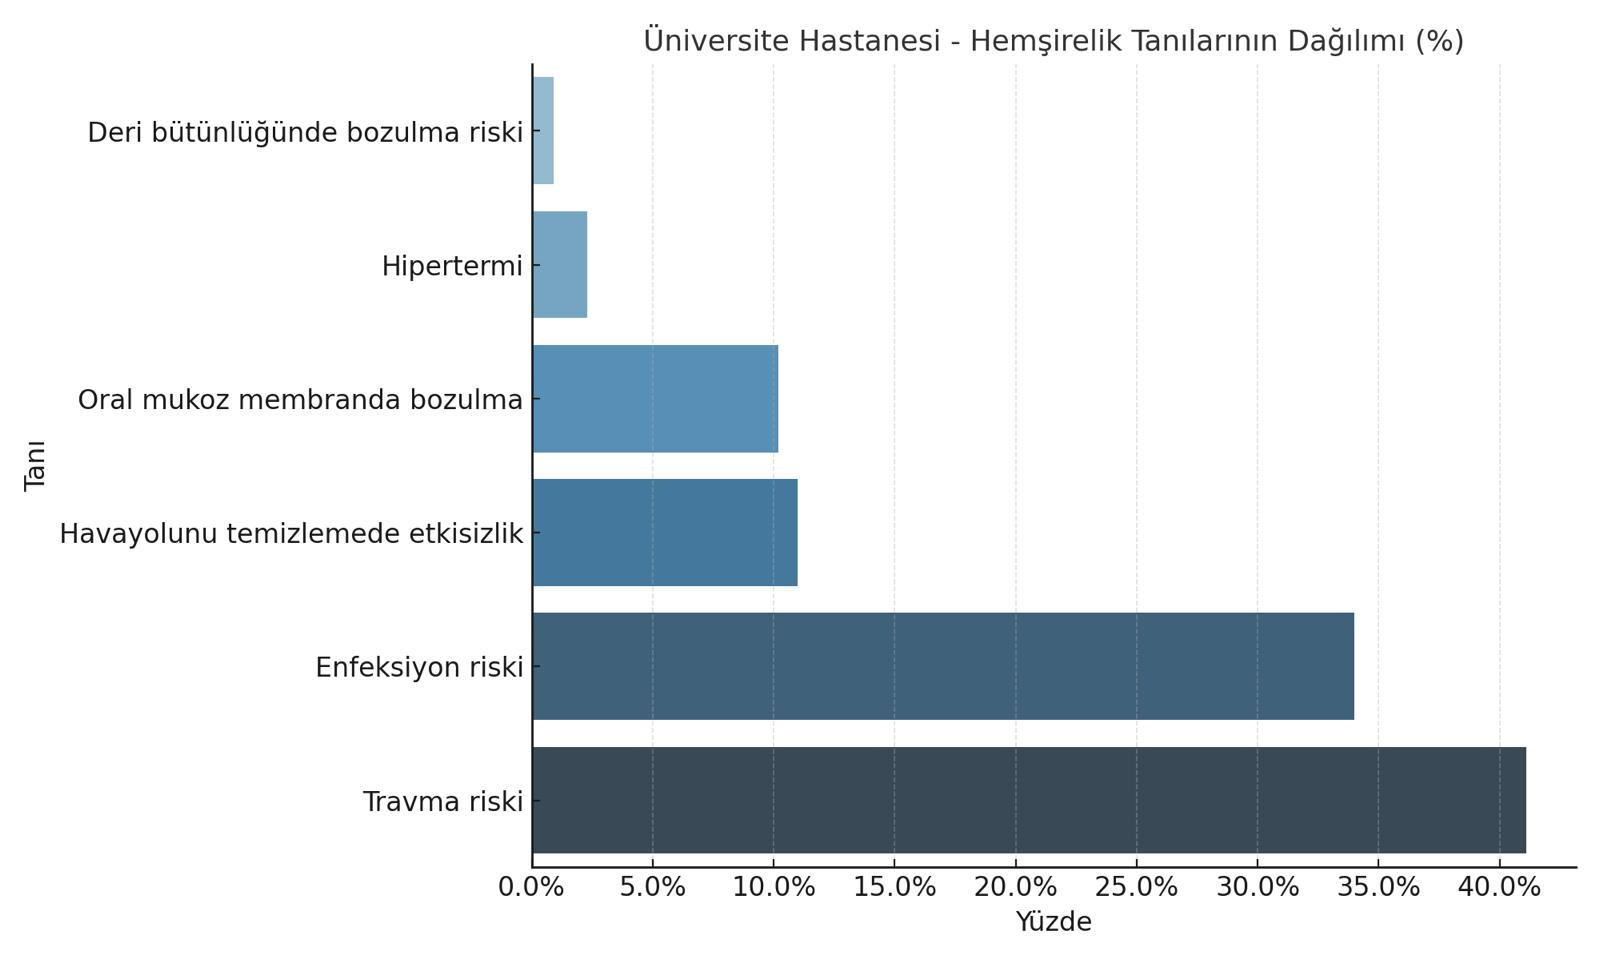 Üniversite Hastanesi - Hemşirelik Tanılarının Dağılımı (%)
Deri bütünlüğünde bozulma riski
Hipertermi
Oral mukoz membranda bozulma
Tanı
Havayolunu temizlemede etkisizlik
Enfeksiyon riski
Travma riski
0.0% 5.0% 10.0% 15.0% 20.0% 25.0% 30.0% 35.0% 40.0%
Yüzde